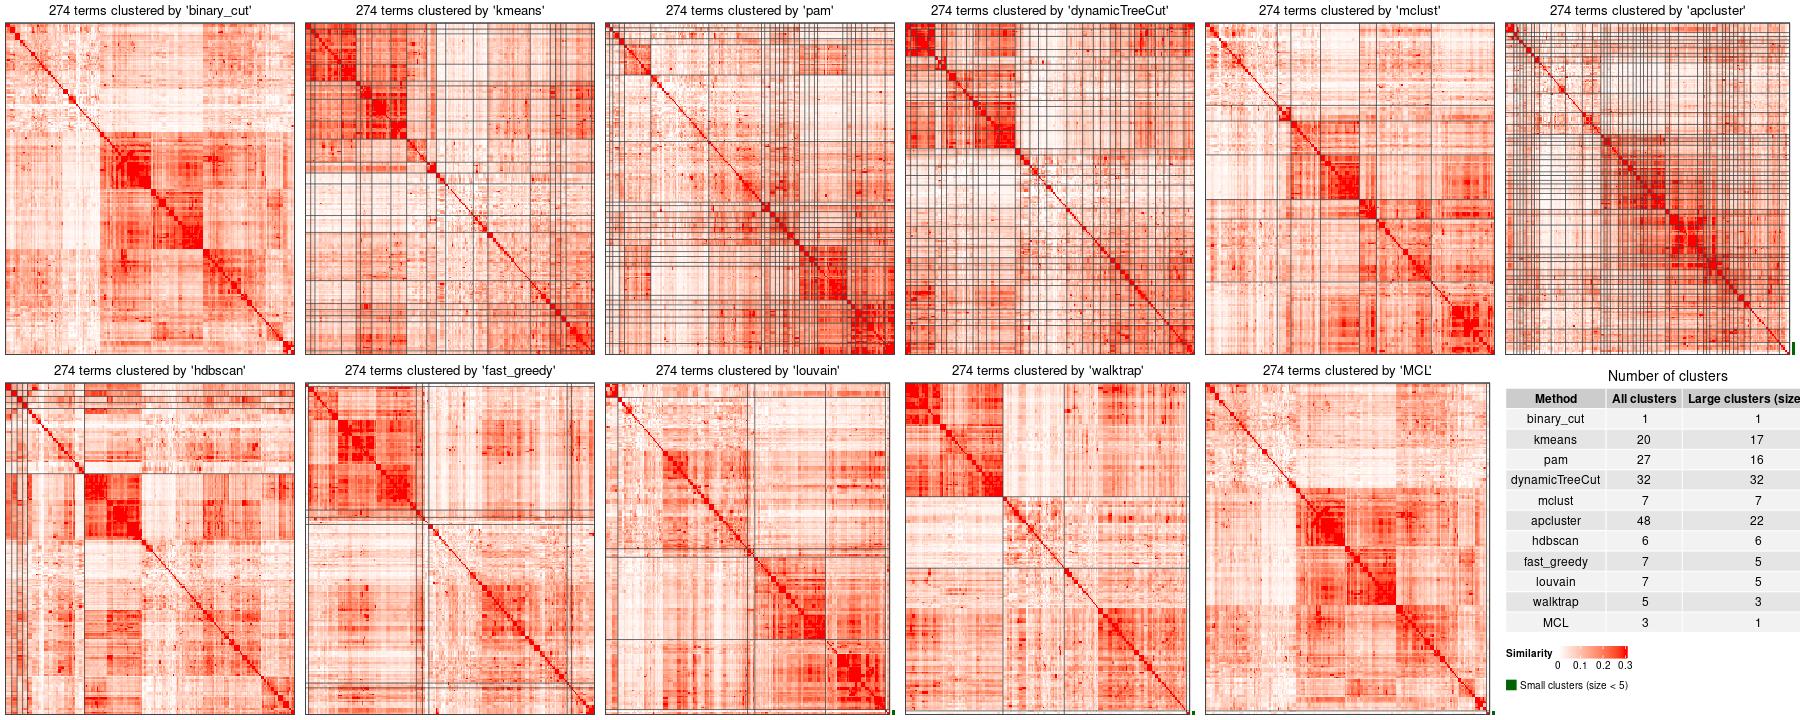 274 terms clustered by 'binary_cut'
274 terms clustered by 'kmeans'
274 terms clustered by 'pam'
274 terms clustered by 'dynamicTreeCut'
274 terms clustered by 'mclust'
274 terms clustered by 'apcluster'
274 terms clustered by 'hdbscan'
274 terms clustered by 'fast_greedy'
274 terms clustered by 'louvain'
274 terms clustered by 'walktrap'
274 terms clustered by 'MCL'
Number of clusters
Method All clusters Large clusters (size
binary_cut 1 1
kmeans 20 17
pam 27 16
dynamicTreeCut 32 32
mclust 7 7
apcluster 48 22
hdbscan 6 6
fast_greedy 7 5
louvain 7 5
walktrap 5 3
MCL 3 1
Similarity
0 0.1 0.2 0.3
Small clusters (size < 5)